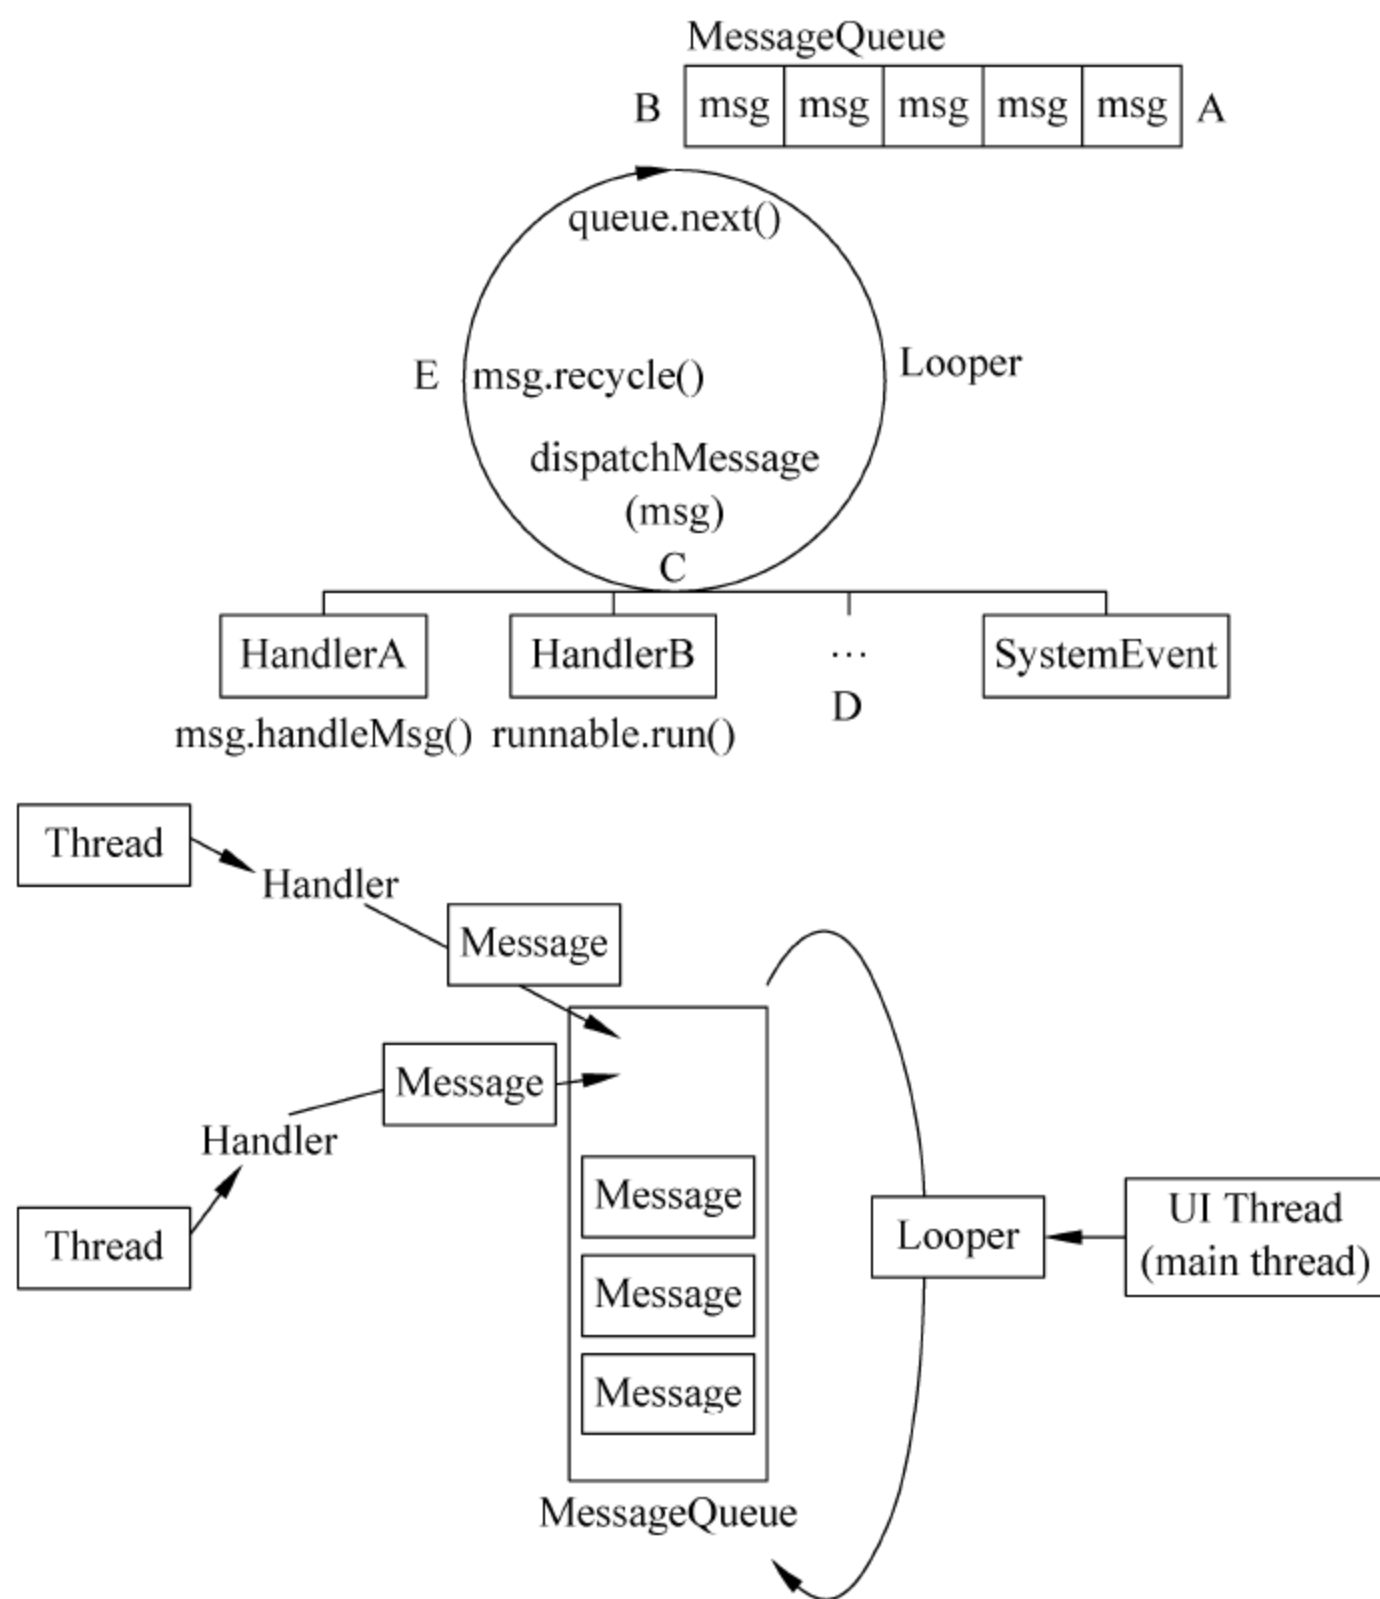 MessageQueue
B msg msg msg msg msg A
queue.next()
E msg.recycle() Looper
dispatchMessage
(msg)
C
HandlerA HandlerB … SystemEvent
D
msg.handleMsg() runnable.run()
Thread
Handler
Message
Message
Handler
Thread
Message
Message
Message
MessageQueue
Looper
UI Thread
(main thread)